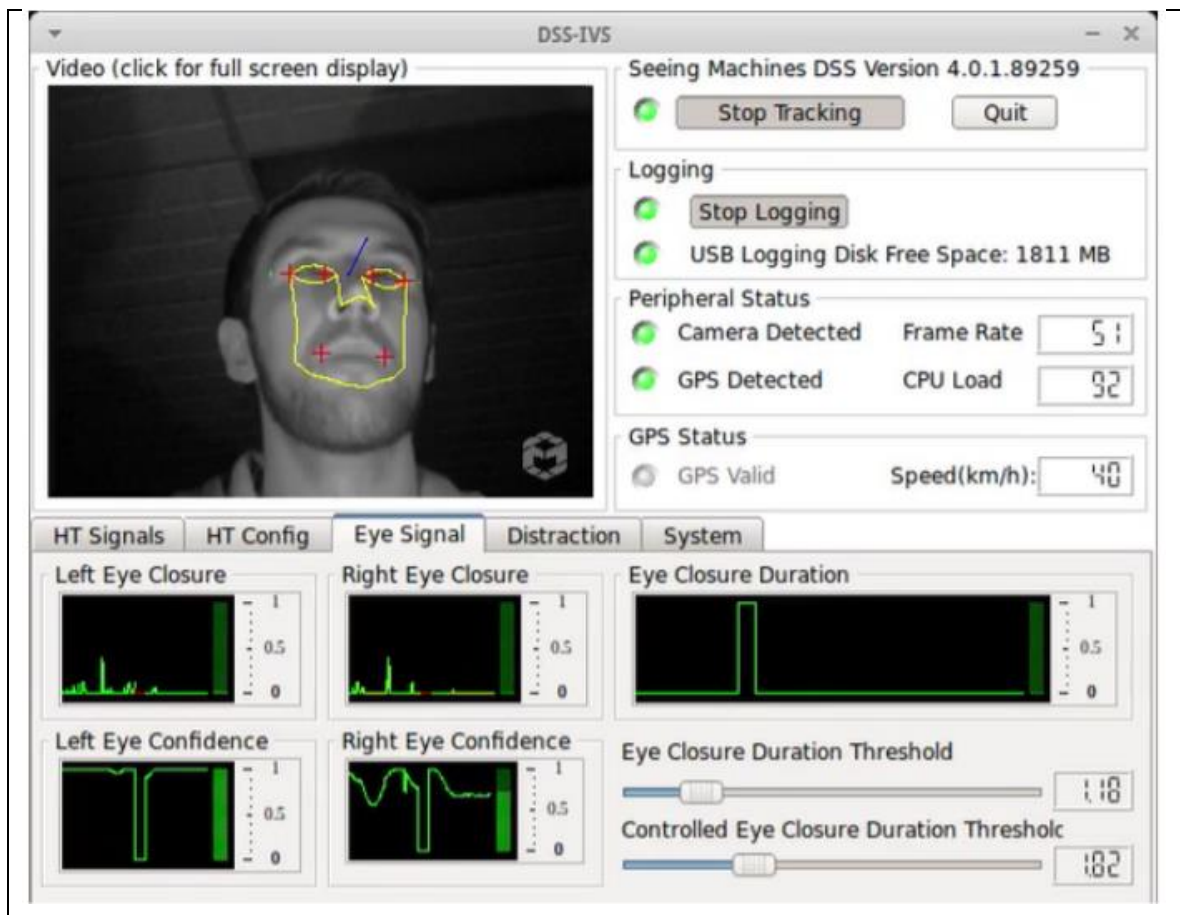 DSS-IVS
Video (click for full screen display)
Seeing Machines DSS Version 4.0.1.89259
Stop Tracking
Quit
Logging
Stop Logging
USB Logging Disk Free Space: 1811 MB
Peripheral Status
Camera Detected Frame Rate 51
GPS Detected CPU Load 92
GPS Status
GPS Valid Speed(km/h): 40
HT Signals HT Config Eye Signal Distraction System
Left Eye Closure
1
0.5
0
Right Eye Closure
1
0.5
0
Eye Closure Duration
1
0.5
0
Left Eye Confidence
1
0.5
0
Right Eye Confidence
1
0.5
0
Eye Closure Duration Threshold
1.18
Controlled Eye Closure Duration Thresholc
1.82